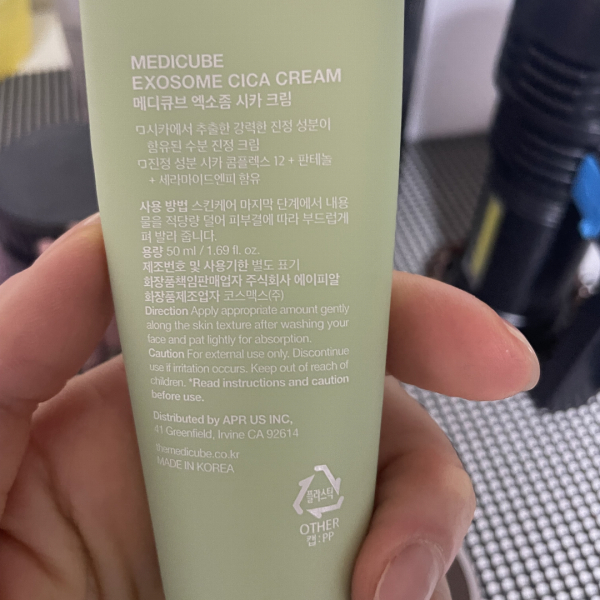 MEDICUBE
EXOSOME CICA CREAM
메디큐브 엑소좀 시카 크림
시카에서 추출한 강력한 진정 성분이
함유된 수분 진정 크림
진정 성분 시카 콤플렉스 12 + 판테놀
+ 세라마이드엔피 함유
사용 방법 스킨케어 마지막 단계에서 내용
물을 적당량 덜어 피부결에 따라 부드럽게
펴 발라 줍니다.
용량 50 ml / 1.69 fl. oz.
제조번호 및 사용기한 별도 표기
화장품책임판매업자 주식회사 에이피알
화장품제조업자 코스맥스(주)
Direction Apply appropriate amount gently
along the skin texture after washing your
face and pat lightly for absorption.
Caution For external use only. Discontinue
use if irritation occurs. Keep out of reach of
children. *Read instructions and caution
before use.
Distributed by APR US INC,
41 Greenfield, Irvine CA 92614
themedicube.co.kr
MADE IN KOREA
플라스틱
OTHER
캡:PP